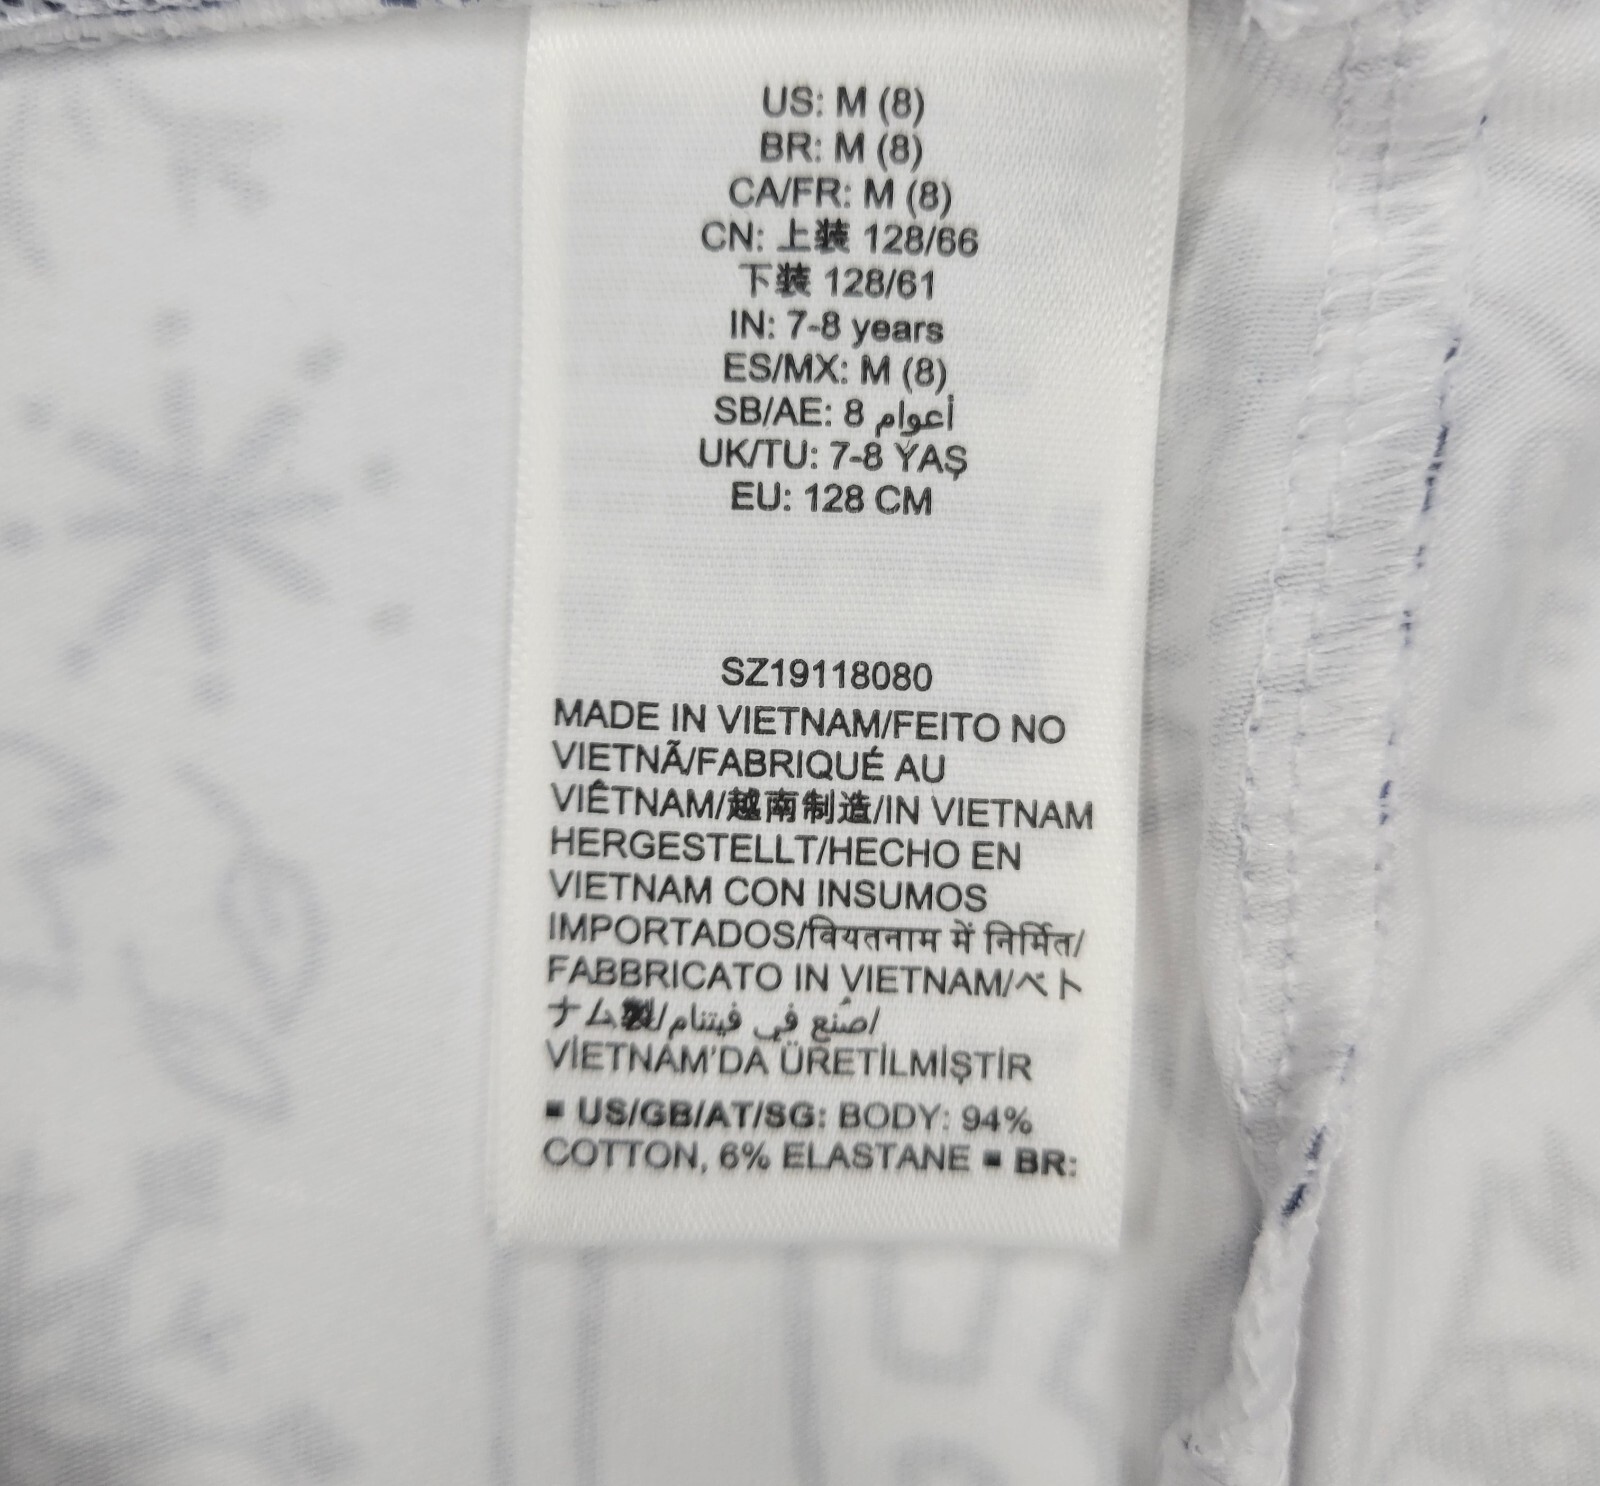 US: M (8)
BR: M (8)
CA/FR: M (8)
CN: 上装 128/66
下装 128/61
IN: 7-8 years
ES/MX: M (8)
SB/AE: 8 أعوام
UK/TU: 7-8 YAŞ
EU: 128 CM
SZ19118080
MADE IN VIETNAM/FEITO NO
VIETNÃ/FABRIQUÉ AU
VIÊTNAM/越南制造/IN VIETNAM
HERGESTELLT/HECHO EN
VIETNAM CON INSUMOS
IMPORTADOS/वियतनाम में निर्मित/
FABBRICATO IN VIETNAM/ベト
ナム製/صُنع في فيتنام/
VİETNAM'DA ÜRETİLMİŞTİR
▪ US/GB/AT/SG: BODY: 94%
COTTON, 6% ELASTANE ▪ BR: